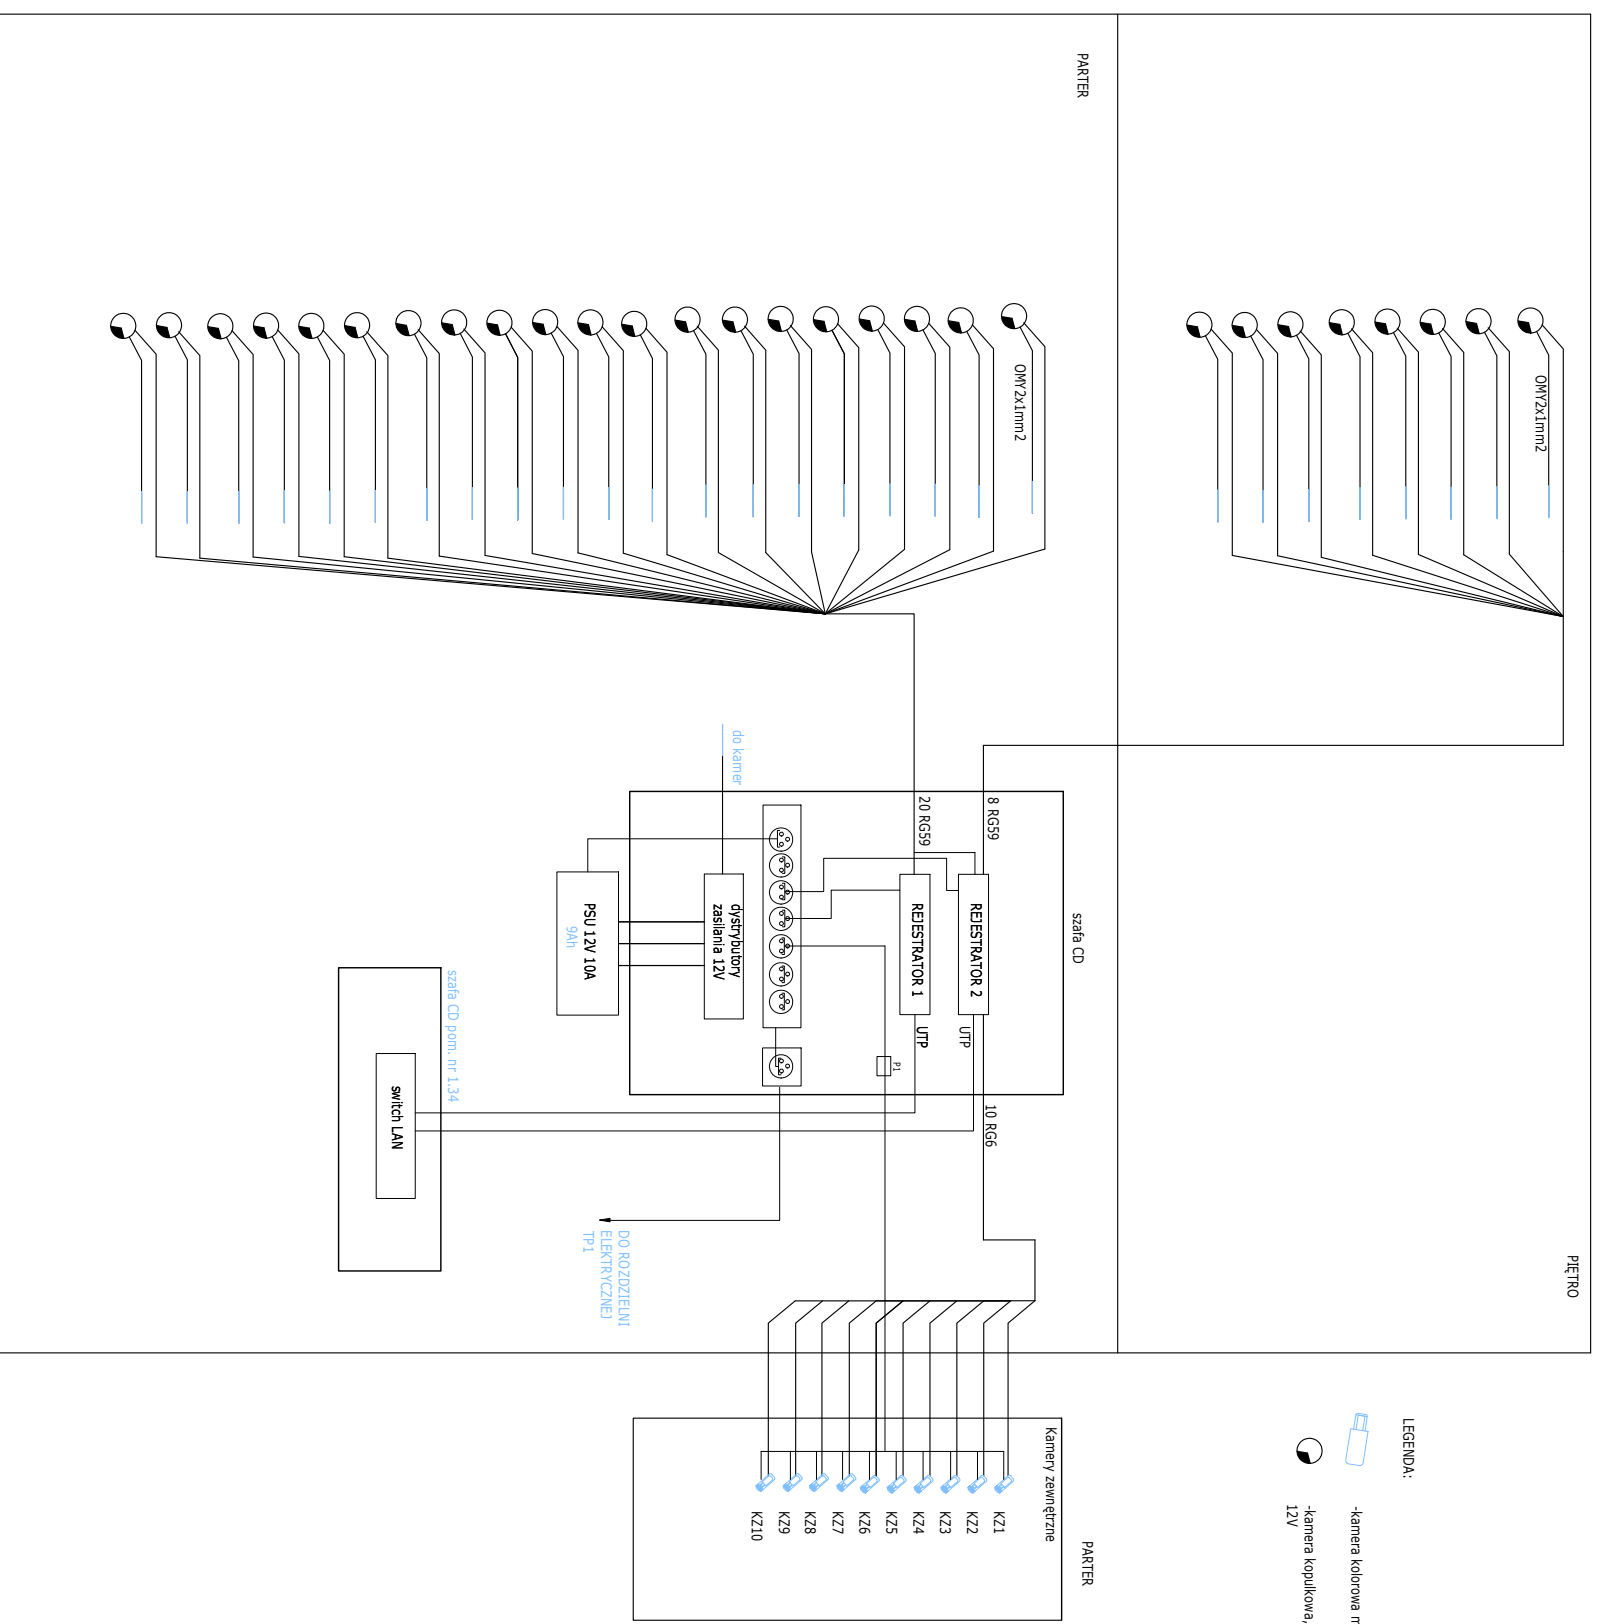 PARTER
OMY2x1mm2
OMY2x1mm2
do kamer
20 RG59
8 RG59
szafa CD
PSU 12V 10A
9Ah
dystrybutory
zasilania 12V
REJESTRATOR 1
REJESTRATOR 2
UTP
UTP
P1
10 RG6
szafa CD pom. nr 1.34
switch LAN
DO ROZDZIELNI
ELEKTRYCZNEJ
TP1
PIĘTRO
Kamery zewnętrzne
KZ1
KZ2
KZ3
KZ4
KZ5
KZ6
KZ7
KZ8
KZ9
KZ10
PARTER
LEGENDA:
-kamera kolorowa
-kamera kopułkowa,
12V